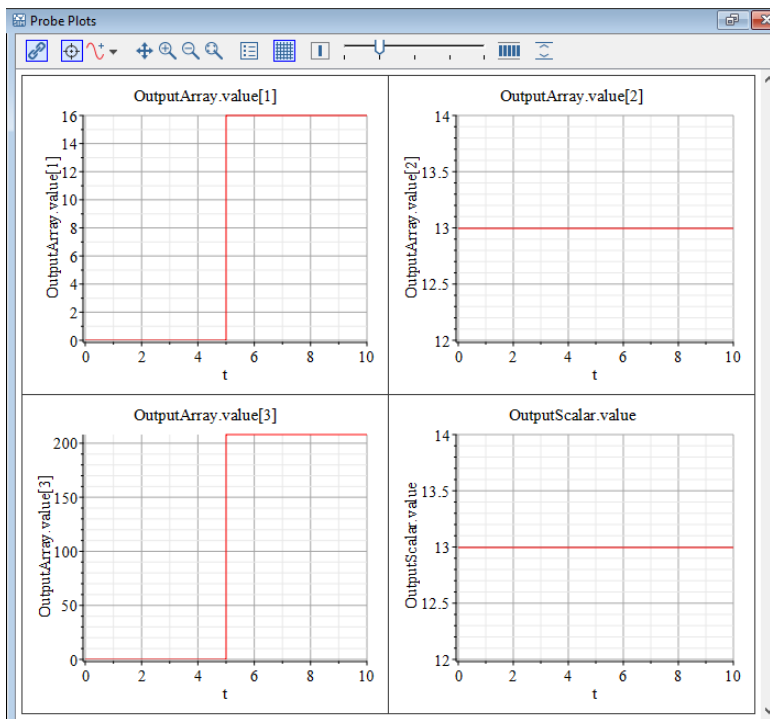 Probe Plots
OutputArray.value[1]
OutputArray.value[1]
16
14
12
10
8
6
4
2
0
0 2 4 6 8 10
t
OutputArray.value[2]
OutputArray.value[2]
14
13.5
13
12.5
12
0 2 4 6 8 10
t
OutputArray.value[3]
OutputArray.value[3]
200
150
100
50
0
0 2 4 6 8 10
t
OutputScalar.value
OutputScalar.value
14
13.5
13
12.5
12
0 2 4 6 8 10
t